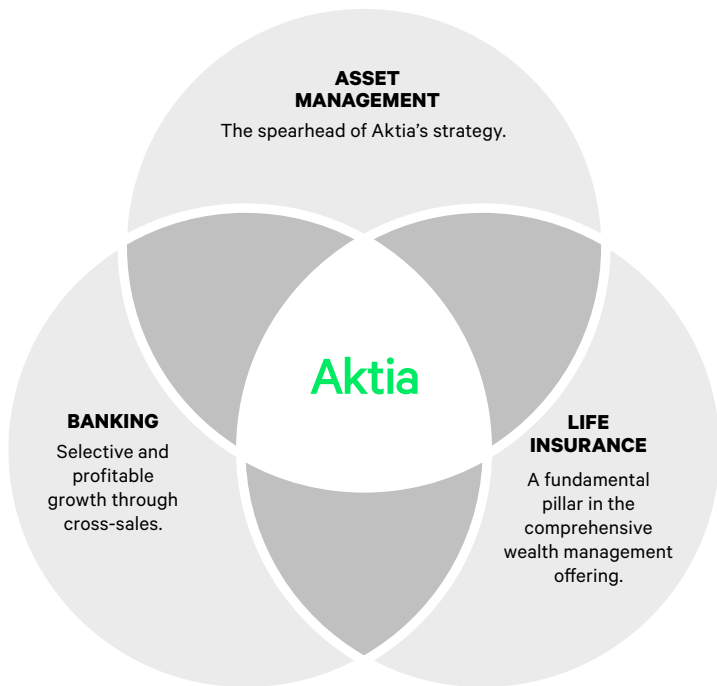 ASSET
MANAGEMENT
The spearhead of Aktia’s strategy.
Aktia
BANKING
Selective and
profitable
growth through
cross-sales.
LIFE
INSURANCE
A fundamental
pillar in the
comprehensive
wealth management
offering.